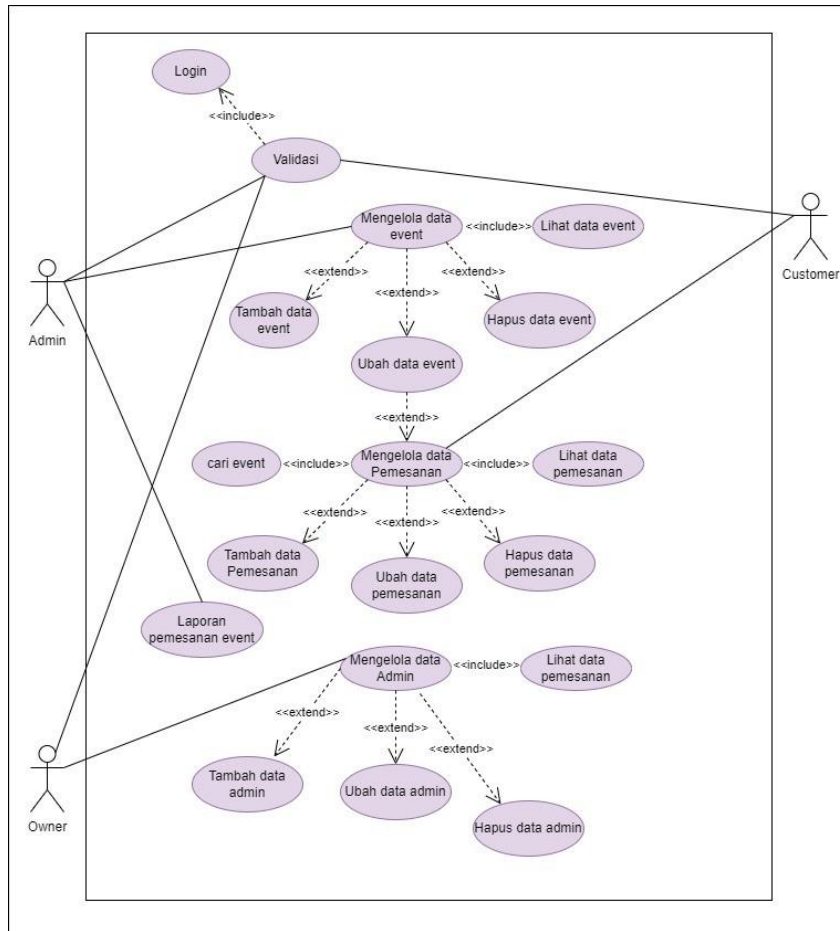 Login
<<include>>
Validasi
Mengelola data
event
<<include>>
Lihat data event
Customer
Admin
<<extend>>
<<extend>>
<<extend>>
Tambah data
event
Hapus data event
Ubah data event
<<extend>>
cari event
<<include>>
Mengelola data
Pemesanan
<<include>>
Lihat data
pemesanan
<<extend>>
<<extend>>
<<extend>>
Tambah data
Pemesanan
Ubah data
pemesanan
Hapus data
pemesanan
Laporan
pemesanan event
Mengelola data
Admin
<<include>>
Lihat data
pemesanan
<<extend>>
<<extend>>
<<extend>>
Tambah data
admin
Ubah data admin
Hapus data admin
Owner